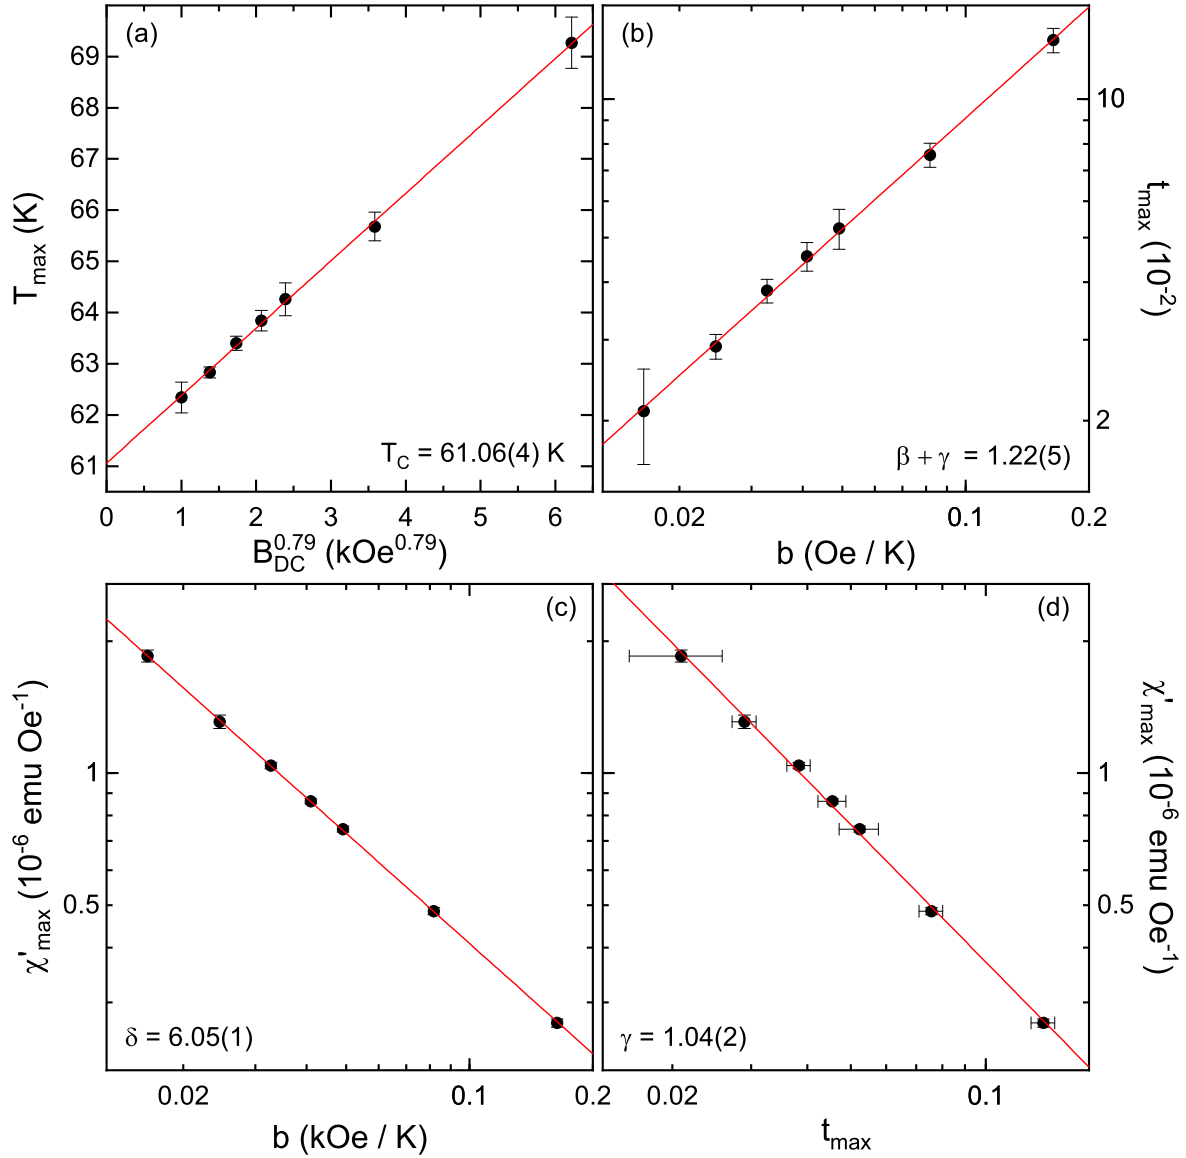 (a)
69
68
67
66
65
64
63
62
61
T_max (K)
T_C = 61.06(4) K
0 1 2 3 4 5 6
B_DC^0.79 (kOe^0.79)
(b)
10
2
t_max (10^-2)
β + γ = 1.22(5)
0.02 0.1 0.2
b (Oe / K)
(c)
1
0.5
χ'_max (10^-6 emu Oe^-1)
δ = 6.05(1)
0.02 0.1 0.2
b (kOe / K)
(d)
1
0.5
χ'_max (10^-6 emu Oe^-1)
γ = 1.04(2)
0.02 0.1
t_max